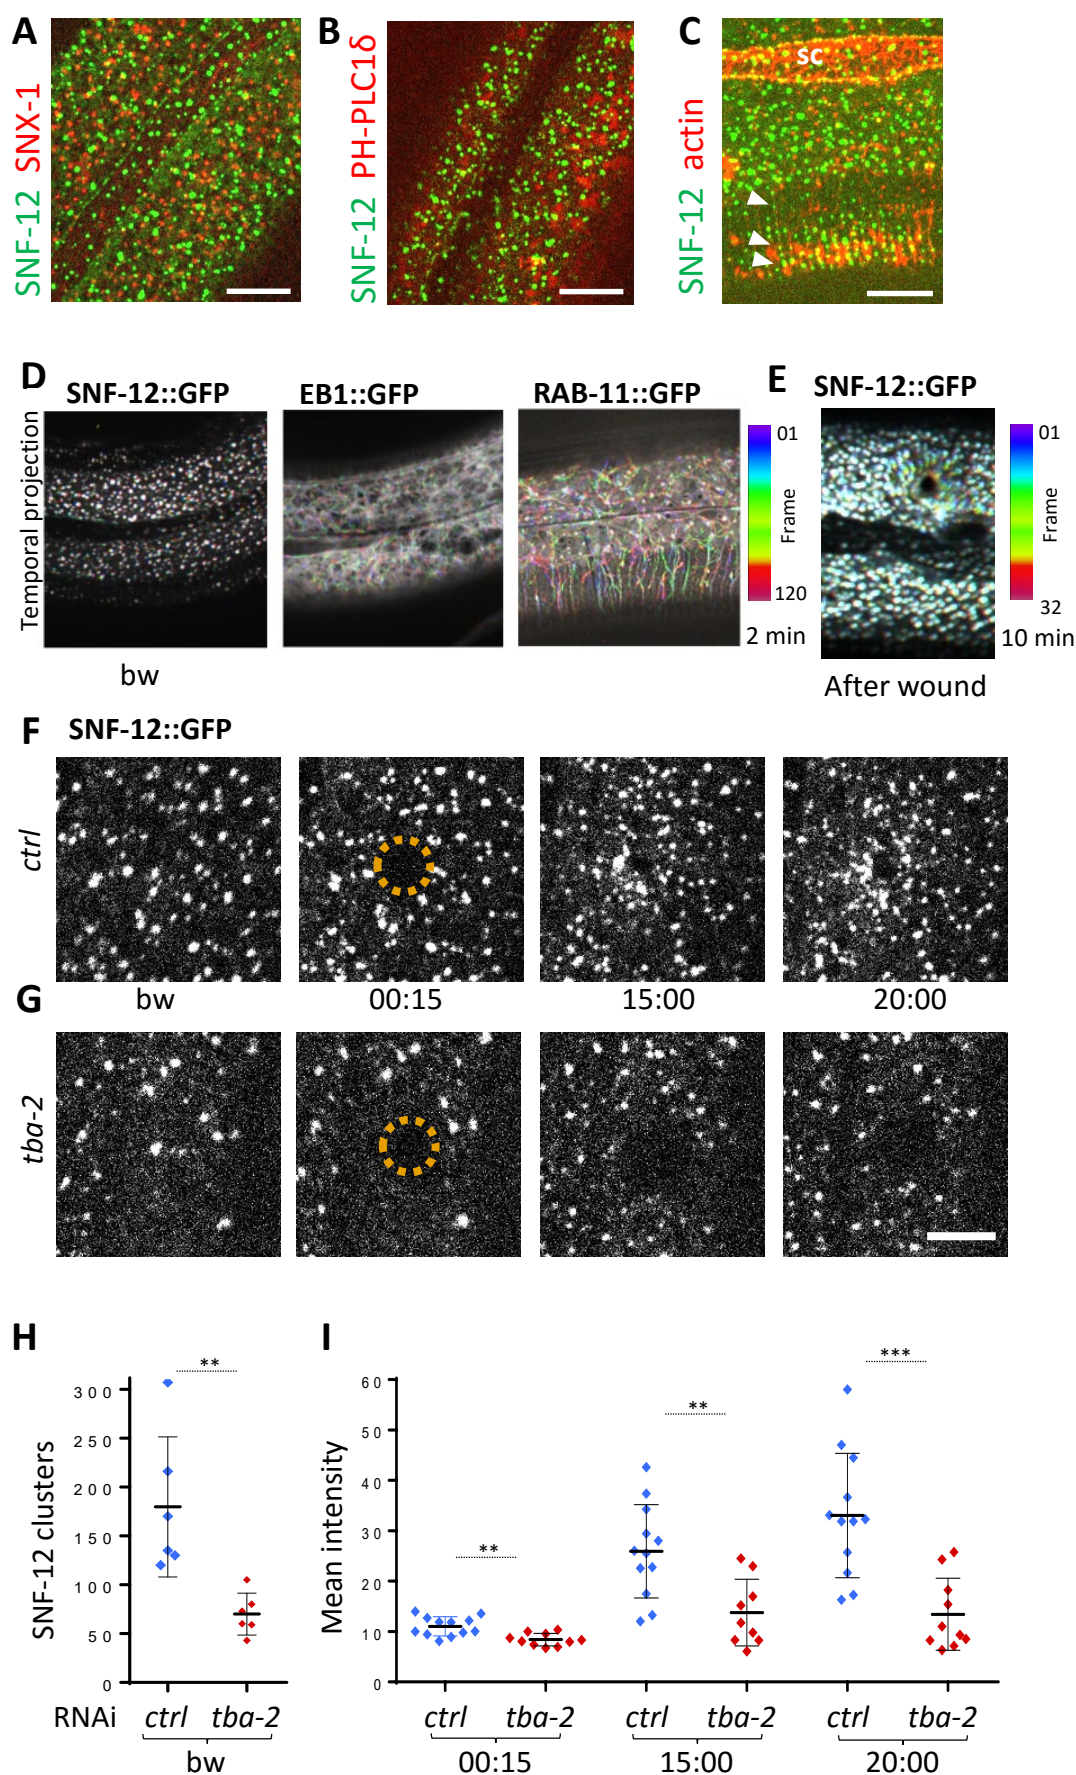 A
SNF-12 SNX-1
B
SNF-12 PH-PLC1δ
C
SNF-12 actin
sc
D
SNF-12::GFP
EB1::GFP
RAB-11::GFP
Temporal projection
01
Frame
120
2 min
bw
E
SNF-12::GFP
01
Frame
32
10 min
After wound
F
SNF-12::GFP
ctrl
bw
00:15
15:00
20:00
G
tba-2
H
**
SNF-12 clusters
300
250
200
150
100
50
0
RNAi
ctrl
tba-2
bw
I
**
**
***
Mean intensity
60
50
40
30
20
10
0
ctrl
tba-2
ctrl
tba-2
ctrl
tba-2
00:15
15:00
20:00